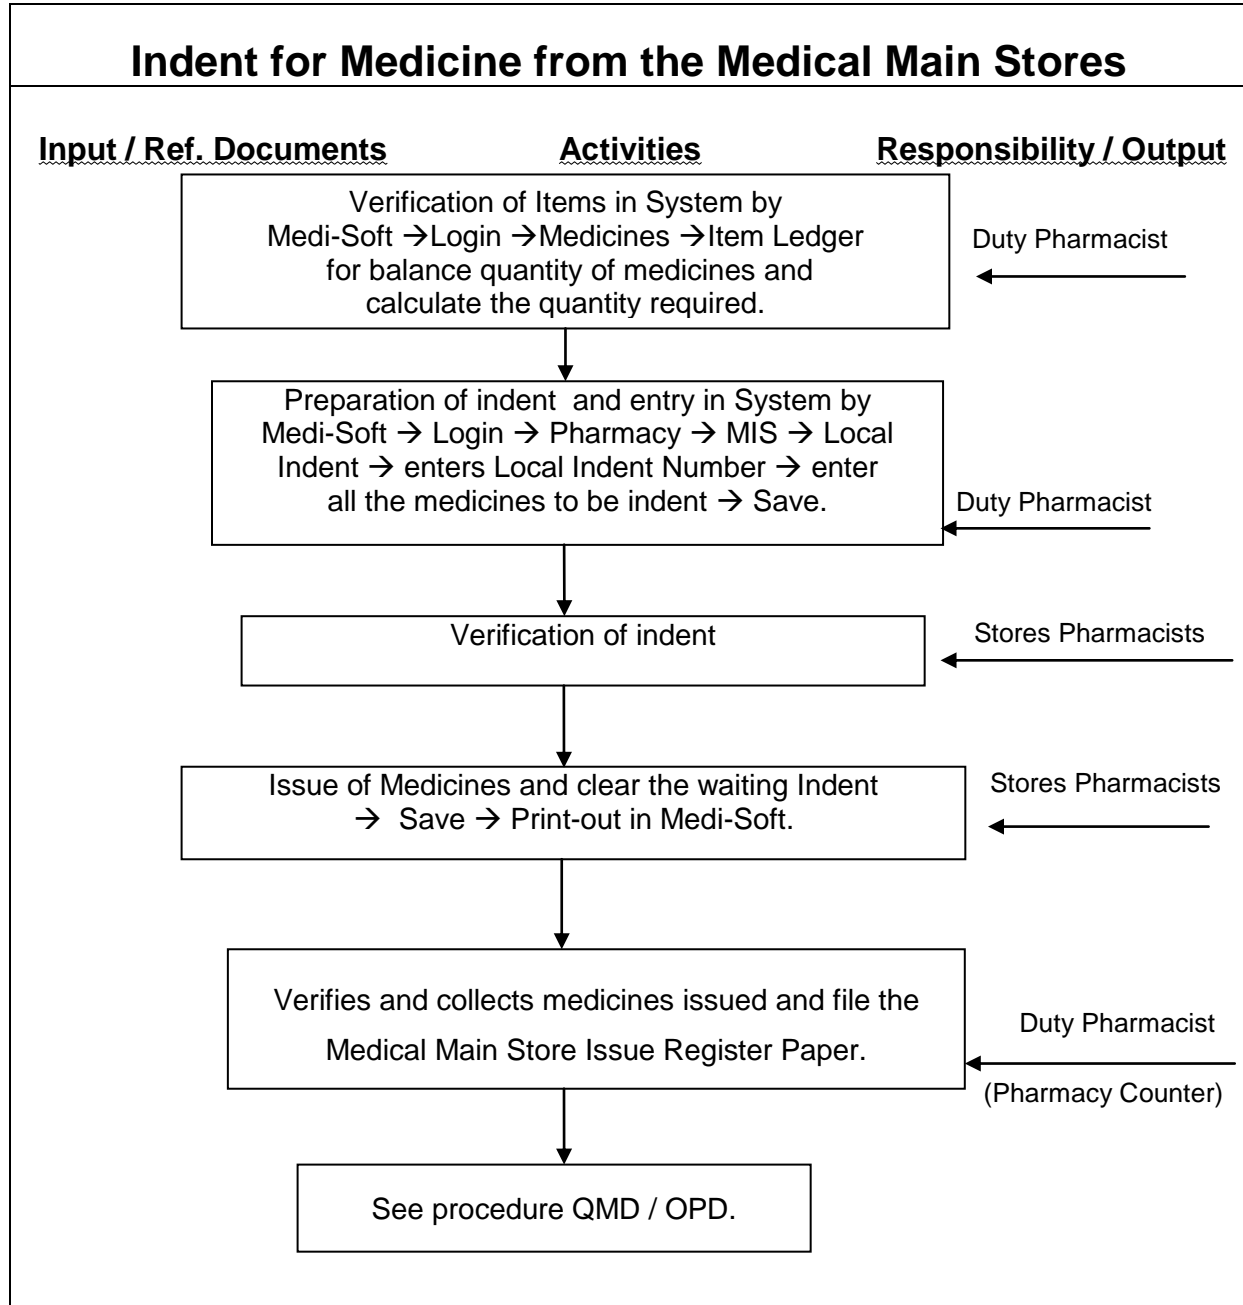 Indent for Medicine from the Medical Main Stores
Input / Ref. Documents Activities Responsibility / Output
Verification of Items in System by
Medi-Soft →Login →Medicines →Item Ledger
for balance quantity of medicines and
calculate the quantity required.
Duty Pharmacist
Preparation of indent and entry in System by
Medi-Soft → Login → Pharmacy → MIS → Local
Indent → enters Local Indent Number → enter
all the medicines to be indent → Save.
Duty Pharmacist
Verification of indent
Stores Pharmacists
Issue of Medicines and clear the waiting Indent
→ Save → Print-out in Medi-Soft.
Stores Pharmacists
Verifies and collects medicines issued and file the
Medical Main Store Issue Register Paper.
Duty Pharmacist
(Pharmacy Counter)
See procedure QMD / OPD.